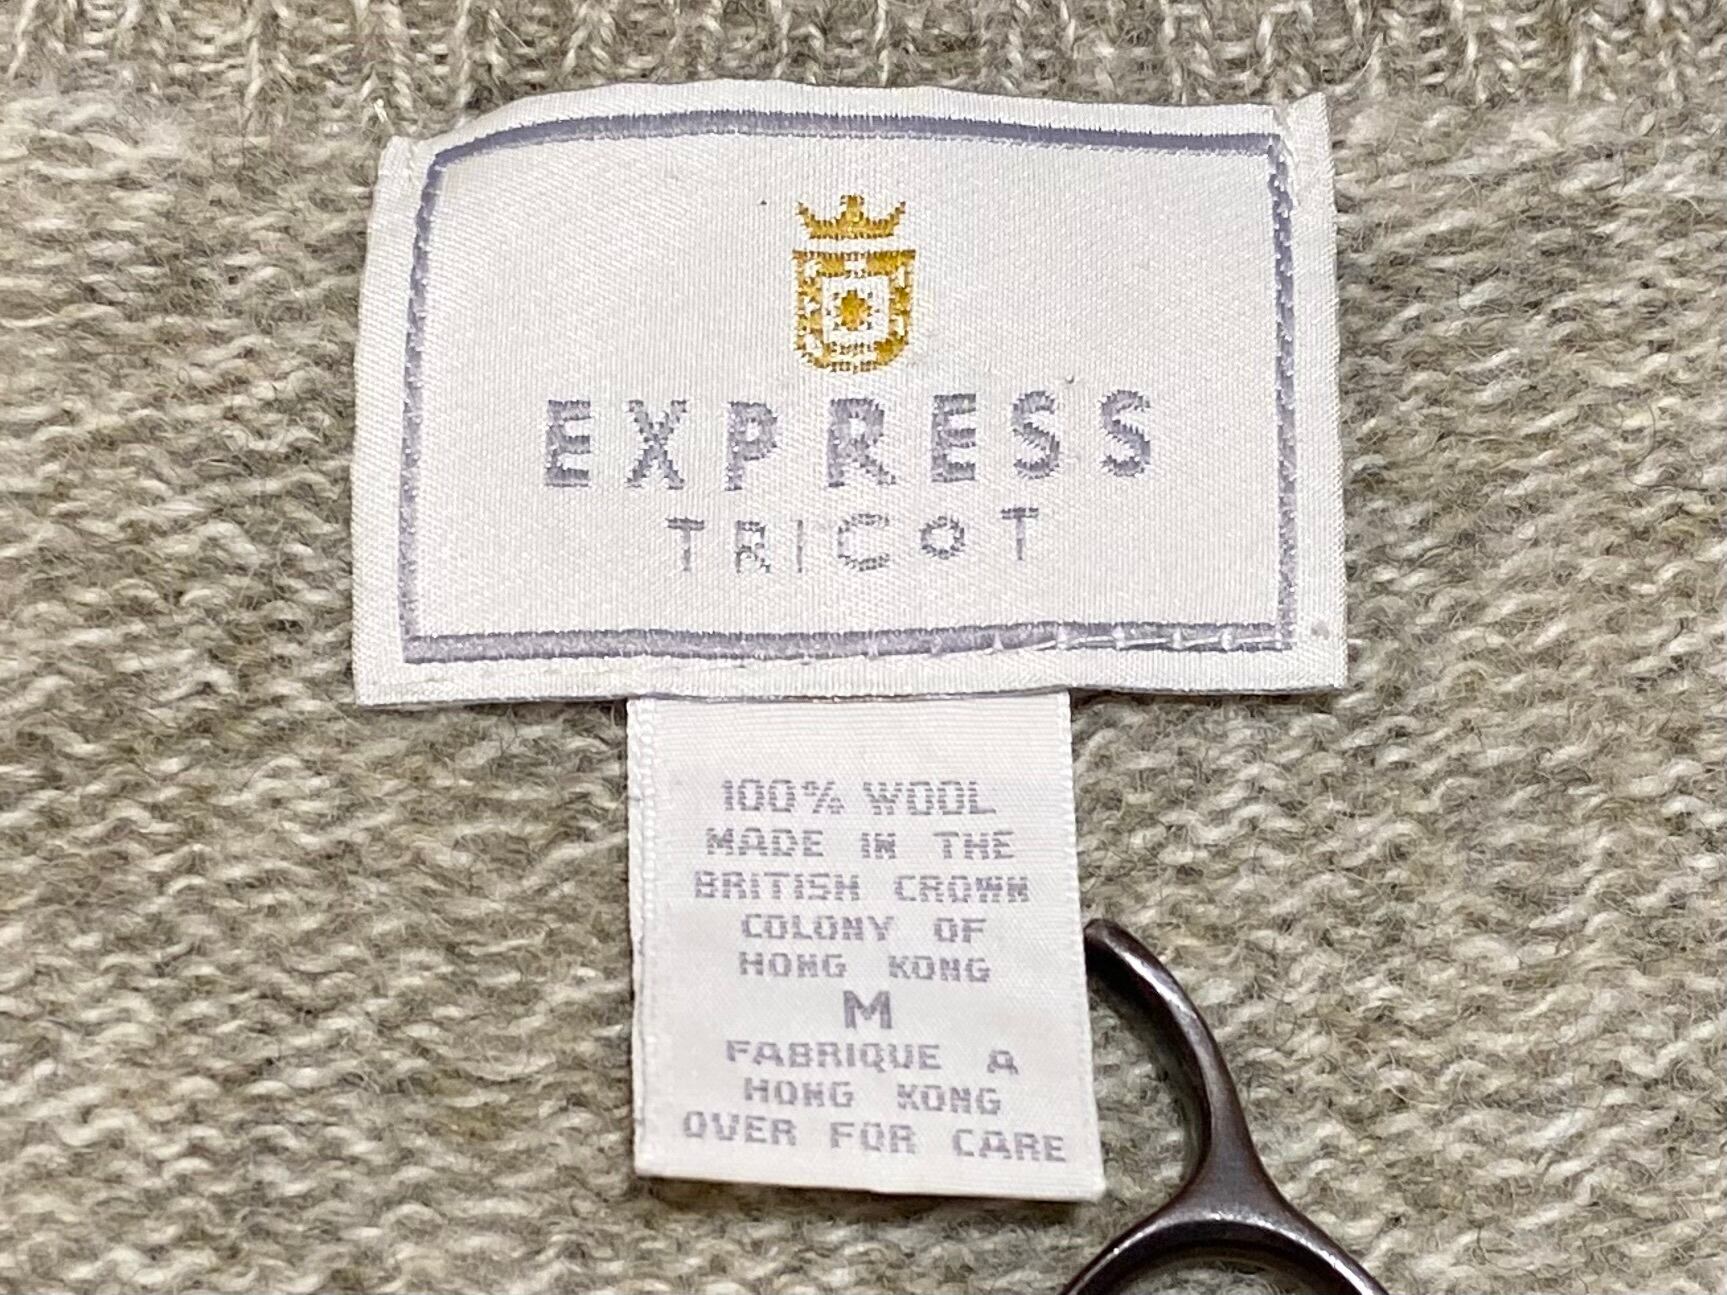 EXPRESS
TRICOT
100% WOOL
MADE IN THE
BRITISH CROWN
COLONY OF
HONG KONG
M
FABRIQUE A
HONG KONG
OVER FOR CARE